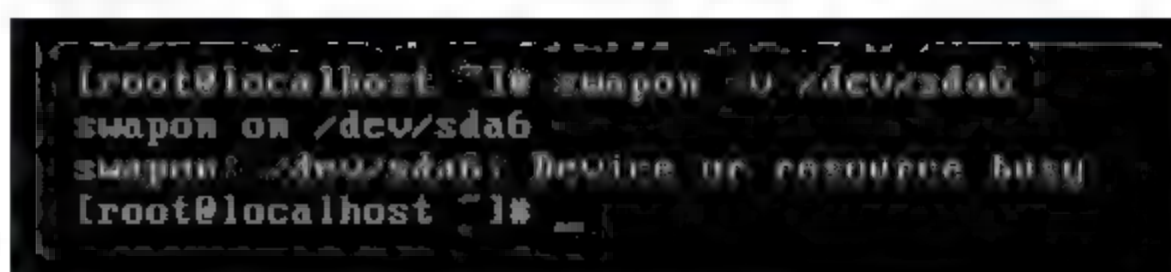 [root@localhost ~]# swapon -v /dev/sda6
swapon on /dev/sda6
swapon: /dev/sda6: Device or resource busy
[root@localhost ~]# _